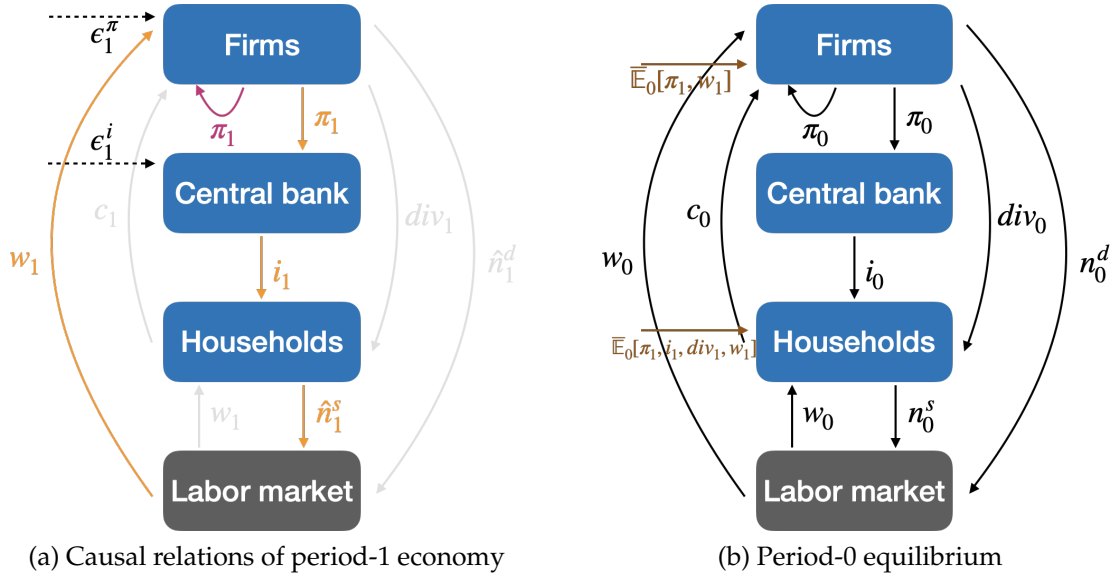 ϵ₁^π
Firms
π₁
π₁
ϵ₁^i
Central bank
c₁
div₁
w₁
n̂₁^d
i₁
Households
w₁
n̂₁^s
Labor market
(a) Causal relations of period-1 economy
Firms
𝔼̅₀[π₁, w₁]
π₀
π₀
Central bank
c₀
div₀
w₀
n₀^d
i₀
Households
𝔼̅₀[π₁, i₁, div₁, w₁]
w₀
n₀^s
Labor market
(b) Period-0 equilibrium